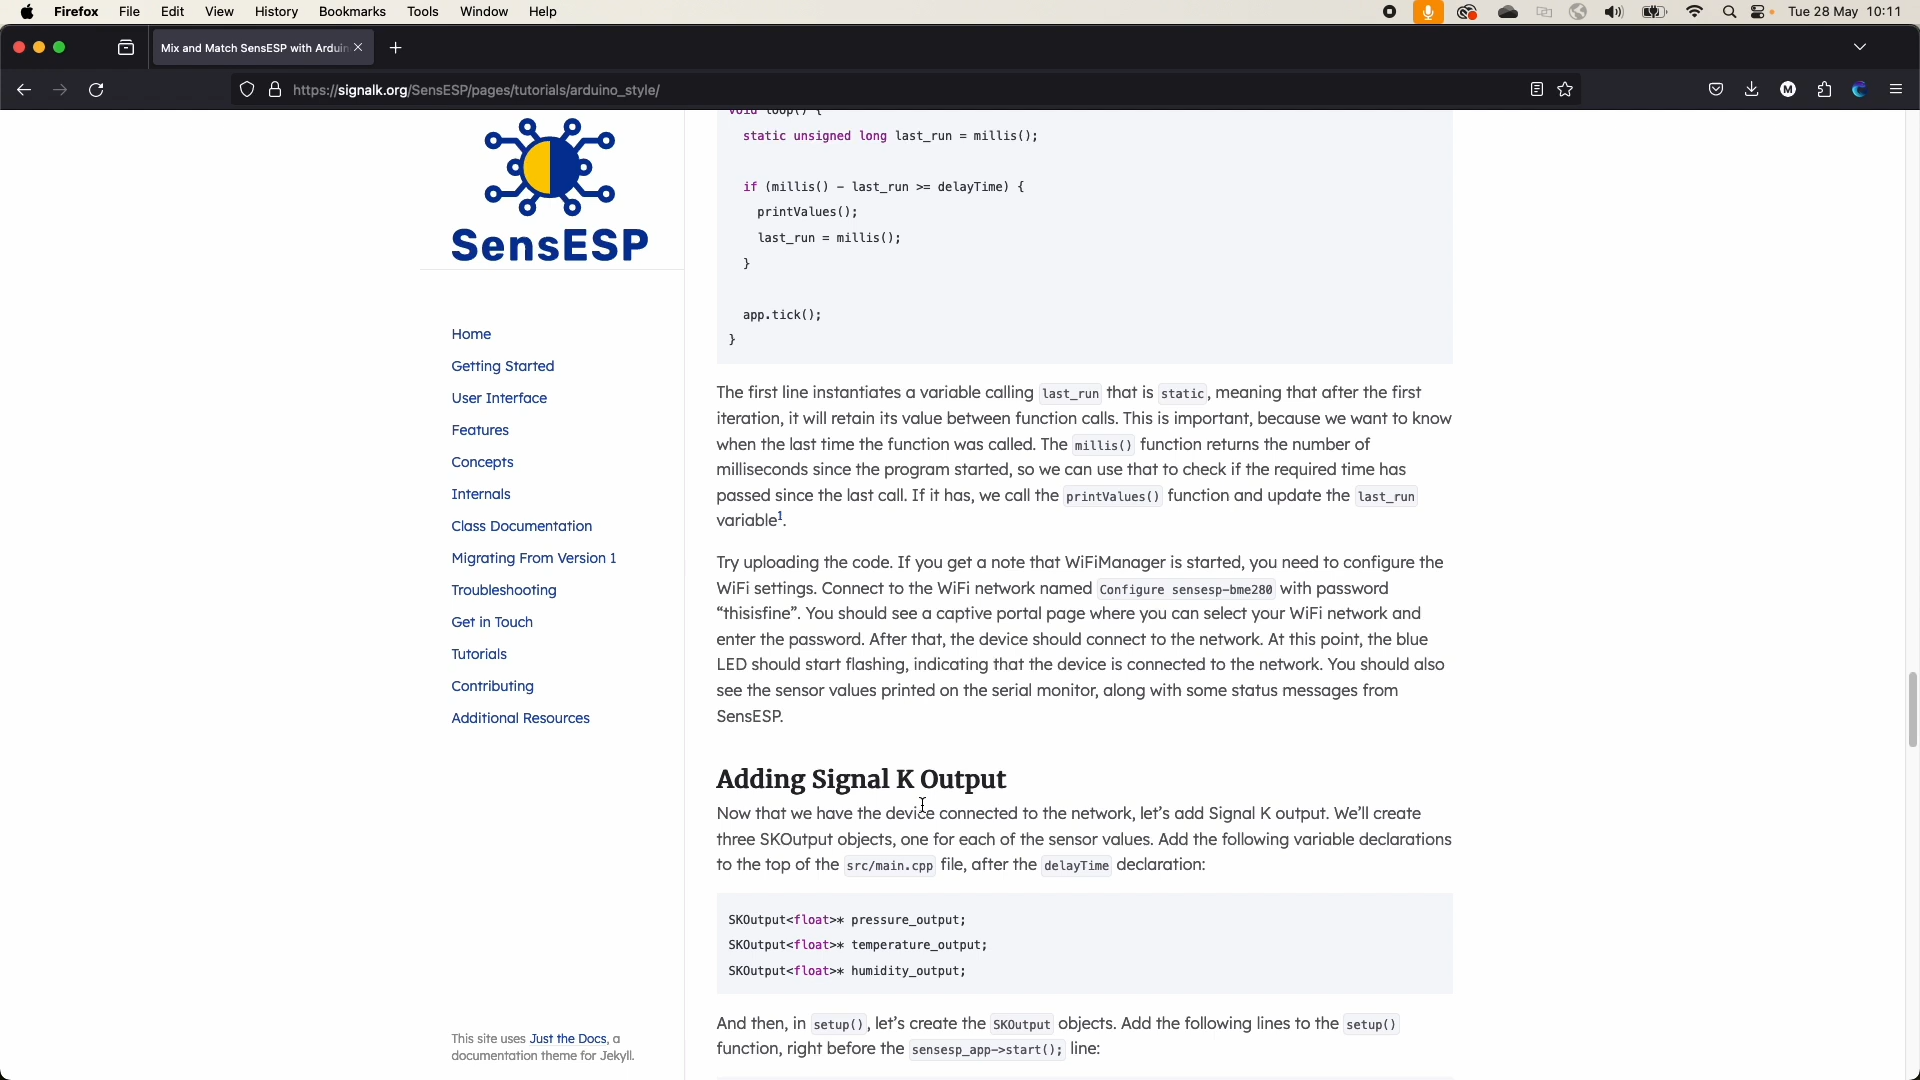 Firefox File Edit View History Bookmarks Tools Window Help Tue 28 May 10:11
Mix and Match SensESP with Arduin
https://signalk.org/SensESP/pages/tutorials/arduino_style/
SensESP
Home
Getting Started
User Interface
Features
Concepts
Internals
Class Documentation
Migrating From Version 1
Troubleshooting
Get in Touch
Tutorials
Contributing
Additional Resources
This site uses Just the Docs, a
documentation theme for Jekyll.
void loop() {
static unsigned long last_run = millis();
if (millis() - last_run >= delayTime) {
printValues();
last_run = millis();
}
app.tick();
}
The first line instantiates a variable calling last_run that is static, meaning that after the first
iteration, it will retain its value between function calls. This is important, because we want to know
when the last time the function was called. The millis() function returns the number of
milliseconds since the program started, so we can use that to check if the required time has
passed since the last call. If it has, we call the printValues() function and update the last_run
variable1.
Try uploading the code. If you get a note that WiFiManager is started, you need to configure the
WiFi settings. Connect to the WiFi network named Configure sensesp-bme280 with password
“thisisfine”. You should see a captive portal page where you can select your WiFi network and
enter the password. After that, the device should connect to the network. At this point, the blue
LED should start flashing, indicating that the device is connected to the network. You should also
see the sensor values printed on the serial monitor, along with some status messages from
SensESP.
Adding Signal K Output
Now that we have the device connected to the network, let’s add Signal K output. We’ll create
three SKOutput objects, one for each of the sensor values. Add the following variable declarations
to the top of the src/main.cpp file, after the delayTime declaration:
SKOutput<float>* pressure_output;
SKOutput<float>* temperature_output;
SKOutput<float>* humidity_output;
And then, in setup(), let’s create the SKOutput objects. Add the following lines to the setup()
function, right before the sensesp_app->start(); line: